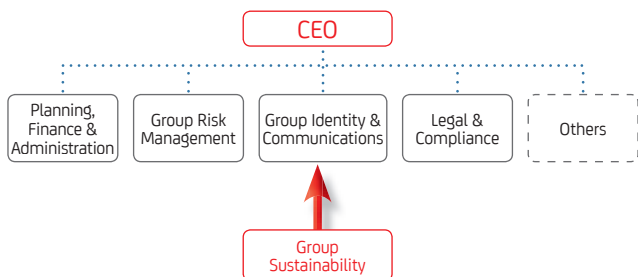 CEO
Planning,
Finance &
Administration
Group Risk
Management
Group Identity &
Communications
Legal &
Compliance
Others
Group
Sustainability